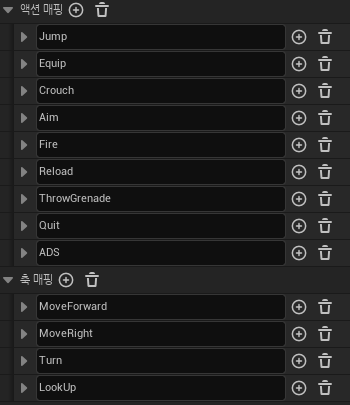 액션 매핑
Jump
Equip
Crouch
Aim
Fire
Reload
ThrowGrenade
Quit
ADS
축 매핑
MoveForward
MoveRight
Turn
LookUp